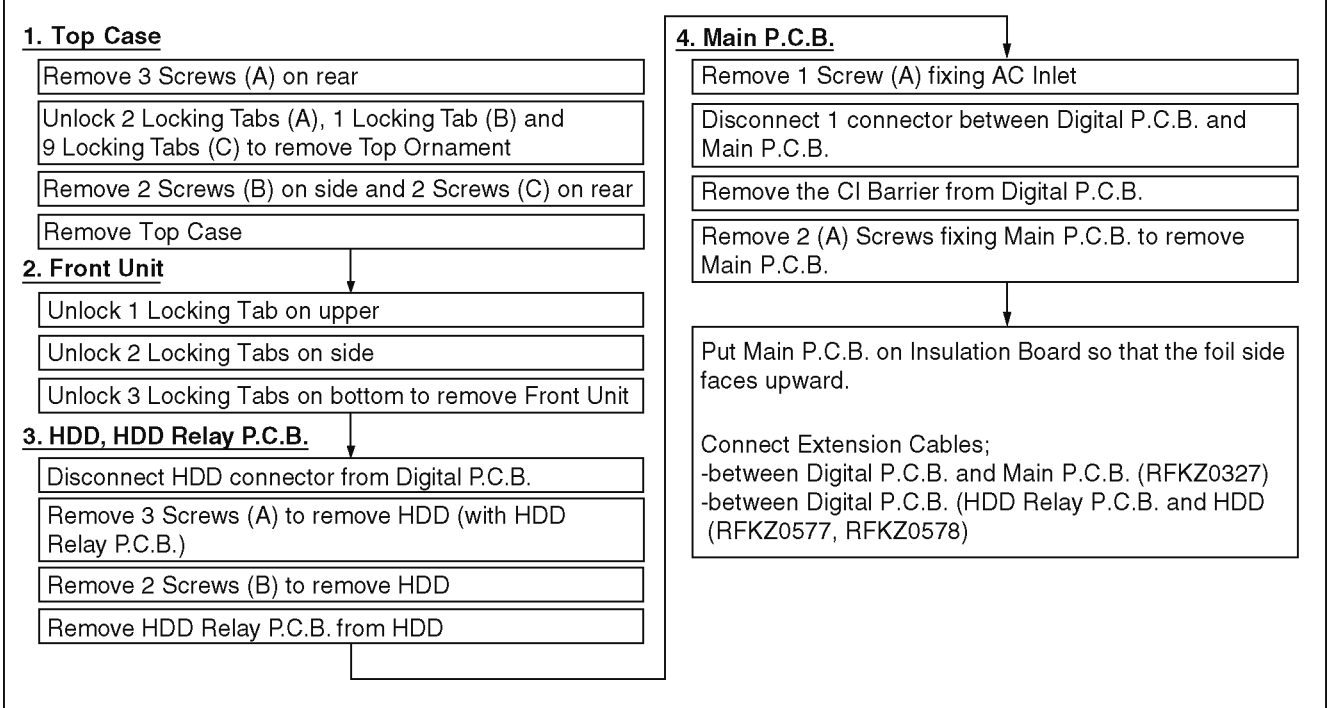 1. Top Case
Remove 3 Screws (A) on rear
Unlock 2 Locking Tabs (A), 1 Locking Tab (B) and
9 Locking Tabs (C) to remove Top Ornament
Remove 2 Screws (B) on side and 2 Screws (C) on rear
Remove Top Case
2. Front Unit
Unlock 1 Locking Tab on upper
Unlock 2 Locking Tabs on side
Unlock 3 Locking Tabs on bottom to remove Front Unit
3. HDD, HDD Relay P.C.B.
Disconnect HDD connector from Digital P.C.B.
Remove 3 Screws (A) to remove HDD (with HDD
Relay P.C.B.)
Remove 2 Screws (B) to remove HDD
Remove HDD Relay P.C.B. from HDD
4. Main P.C.B.
Remove 1 Screw (A) fixing AC Inlet
Disconnect 1 connector between Digital P.C.B. and
Main P.C.B.
Remove the CI Barrier from Digital P.C.B.
Remove 2 (A) Screws fixing Main P.C.B. to remove
Main P.C.B.
Put Main P.C.B. on Insulation Board so that the foil side
faces upward.
Connect Extension Cables;
-between Digital P.C.B. and Main P.C.B. (RFKZ0327)
-between Digital P.C.B. (HDD Relay P.C.B. and HDD
(RFKZ0577, RFKZ0578)